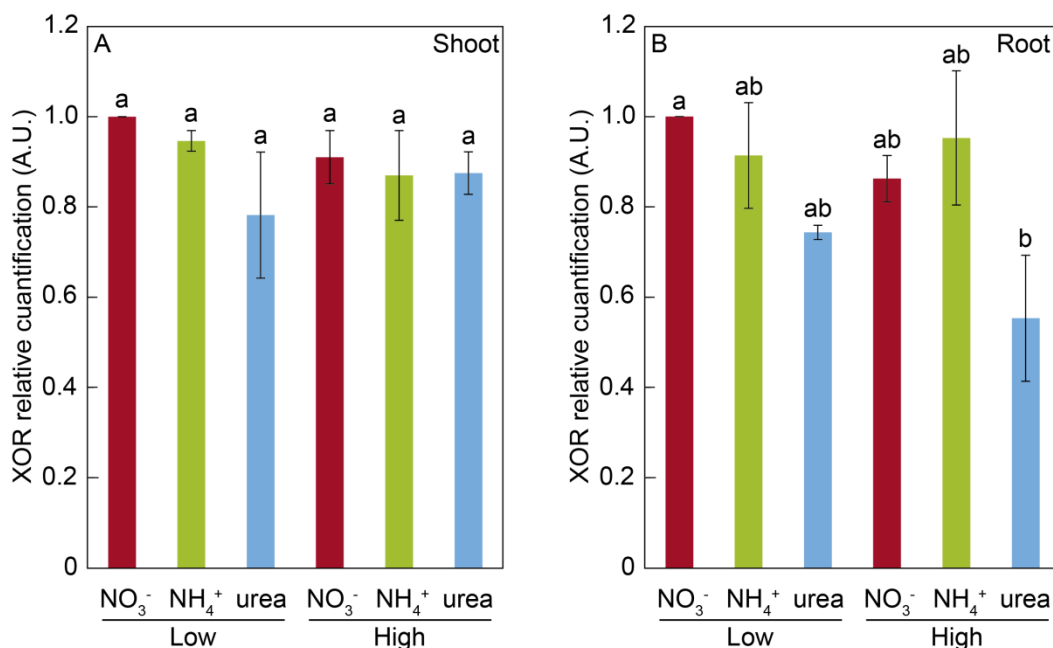 A Shoot
XOR relative cuantification (A.U.)
1.2
1.0
0.8
0.6
0.4
0.2
0
a a a a a a
NO₃⁻ NH₄⁺ urea NO₃⁻ NH₄⁺ urea
Low High
B Root
XOR relative cuantification (A.U.)
1.2
1.0
0.8
0.6
0.4
0.2
0
a ab ab ab ab b
NO₃⁻ NH₄⁺ urea NO₃⁻ NH₄⁺ urea
Low High